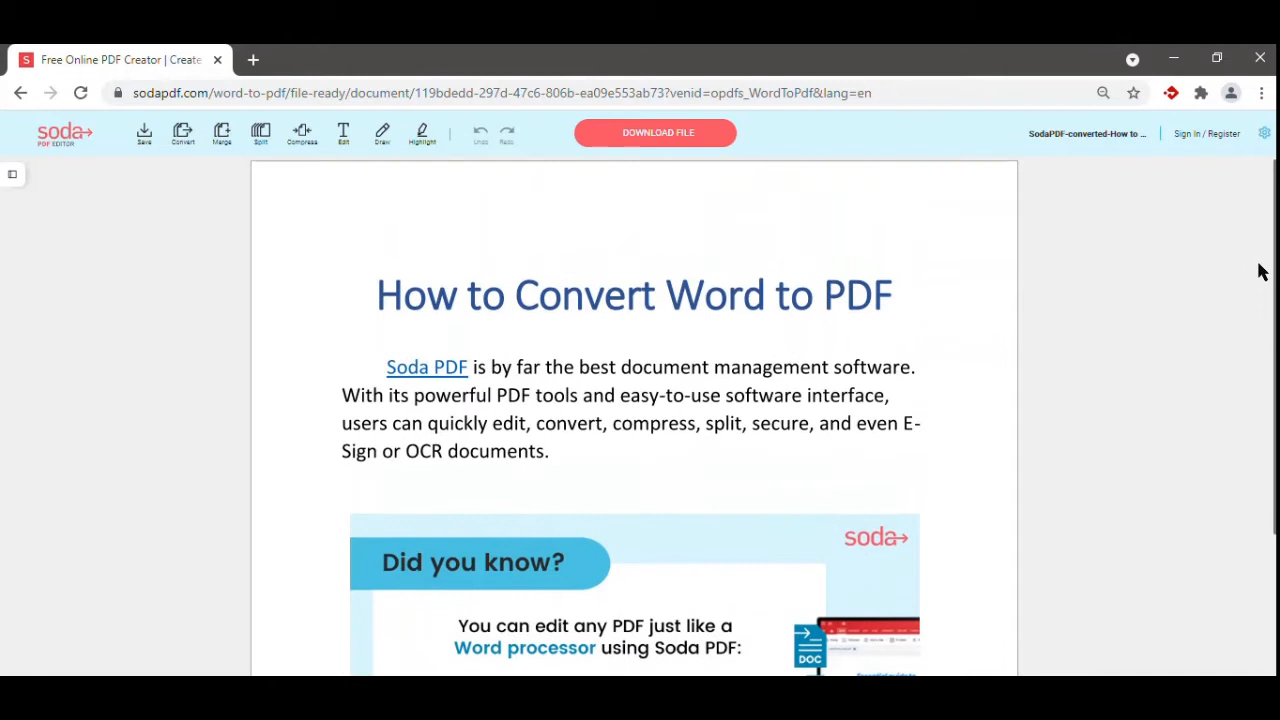 Free Online PDF Creator | Create
sodapdf.com/word-to-pdf/file-ready/document/119bdedd-297d-47c6-806b-ea09e553ab73?venid=opdfs_WordToPdf&lang=en
soda
PDF EDITOR
Save Convert Merge Split Compress Edit Draw Highlight Undo Redo
DOWNLOAD FILE
SodaPDF-converted-How to ...
Sign In / Register
How to Convert Word to PDF
Soda PDF is by far the best document management software.
With its powerful PDF tools and easy-to-use software interface,
users can quickly edit, convert, compress, split, secure, and even E-
Sign or OCR documents.
soda
Did you know?
You can edit any PDF just like a
Word processor using Soda PDF:
DOC